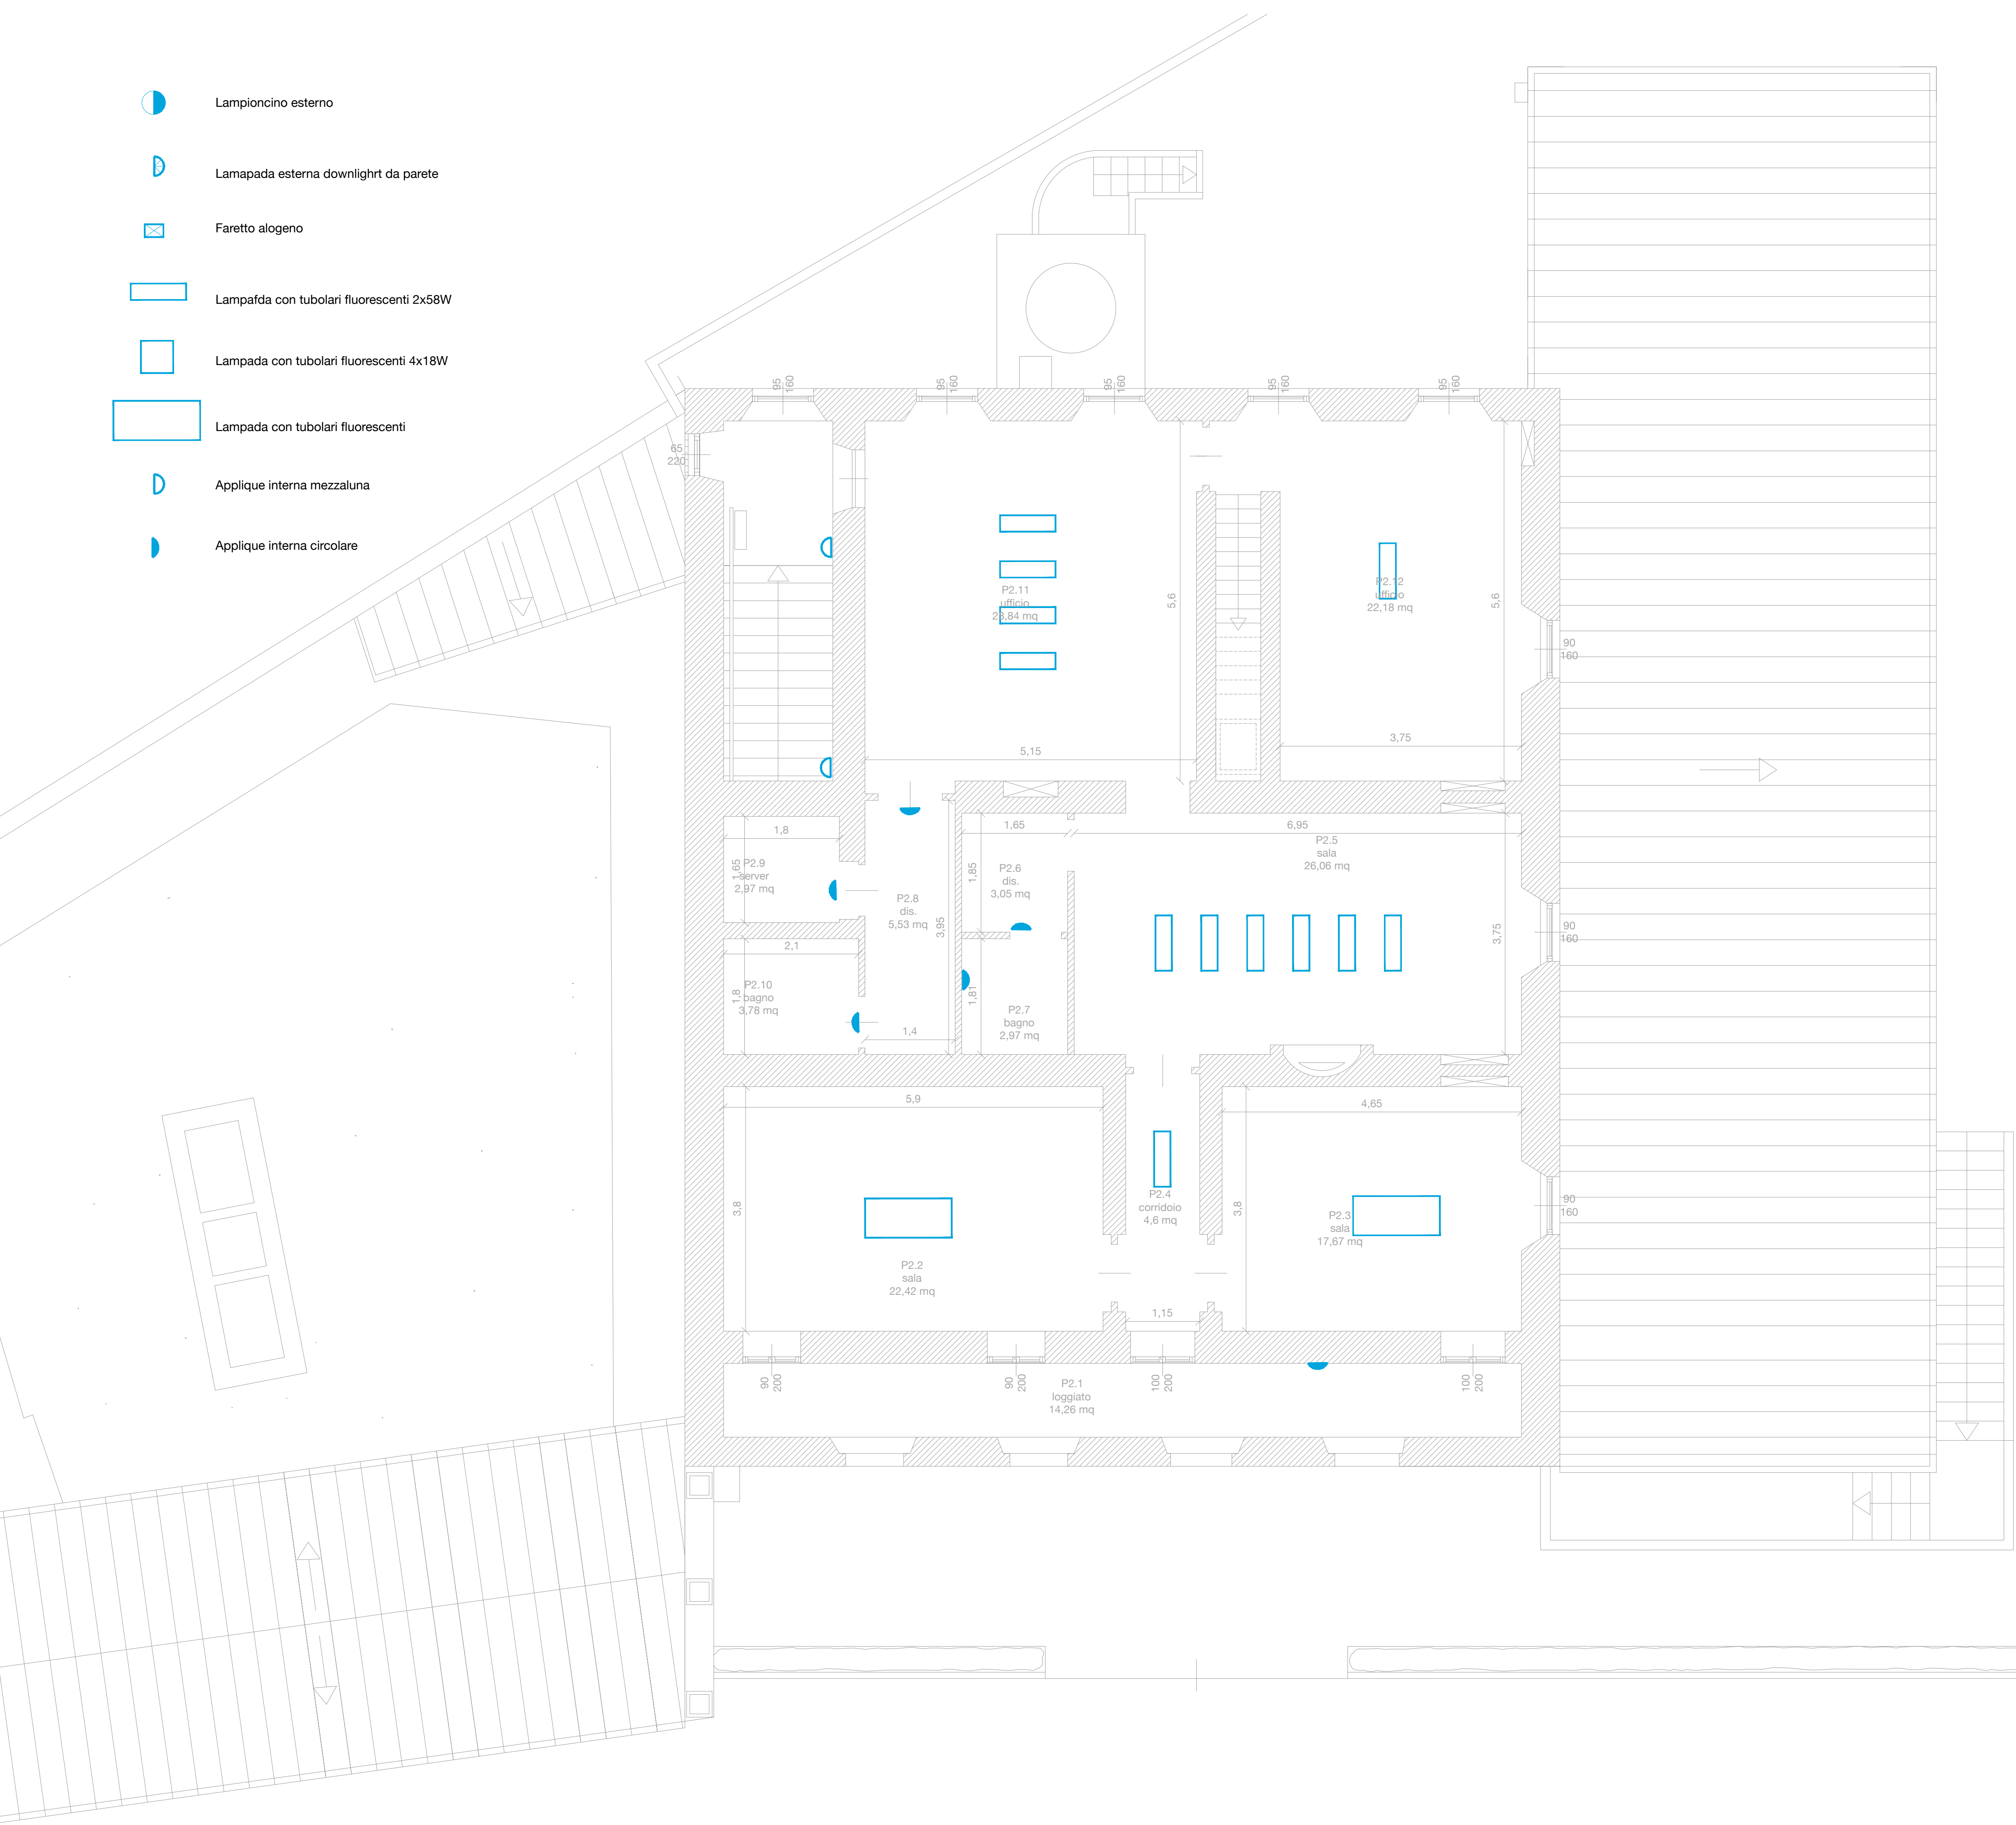 Lampioncino esterno
Lamapada esterna downlighrt da parete
Faretto alogeno
Lampafda con tubolari fluorescenti 2x58W
Lampada con tubolari fluorescenti 4x18W
Lampada con tubolari fluorescenti
Applique interna mezzaluna
Applique interna circolare
95
160
95
160
95
160
95
160
95
160
65
220
P2.11
ufficio
28,84 mq
5,6
5,15
P2.12
ufficio
22,18 mq
5,6
3,75
90
160
1,8
1,65
P2.9
server
2,97 mq
P2.8
dis.
5,53 mq
3,95
1,65
1,85
P2.6
dis.
3,05 mq
6,95
P2.5
sala
26,06 mq
3,75
90
160
2,1
1,8
P2.10
bagno
3,78 mq
1,4
1,81
P2.7
bagno
2,97 mq
5,9
3,8
P2.2
sala
22,42 mq
P2.4
corridoio
4,6 mq
1,15
4,65
3,8
P2.3
sala
17,67 mq
90
160
90
200
90
200
100
200
100
200
P2.1
loggiato
14,26 mq